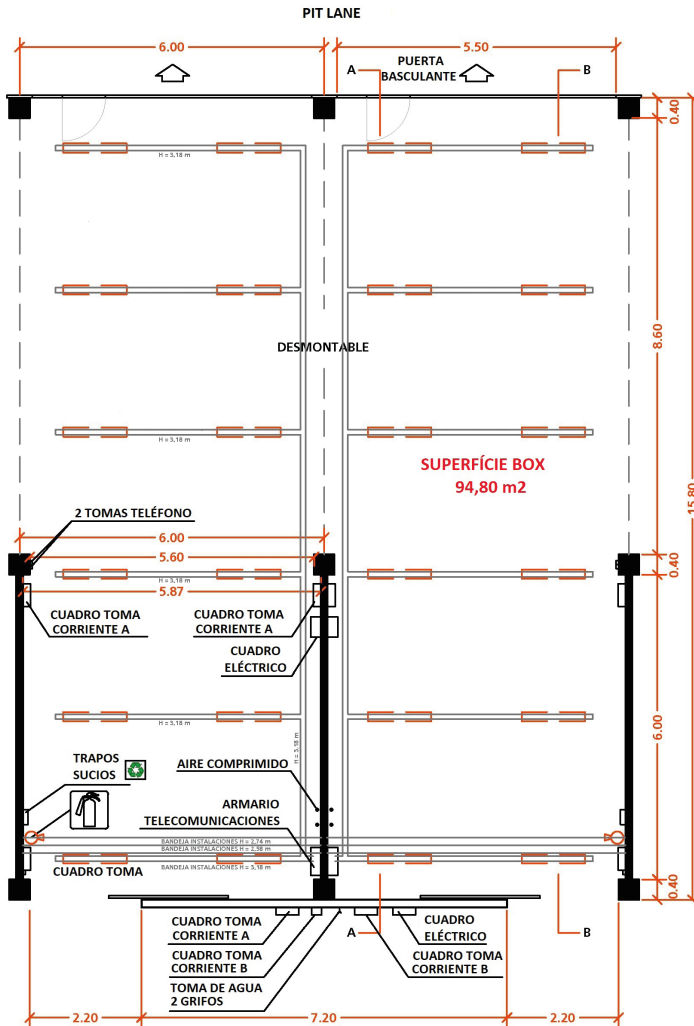 PIT LANE
6.00
5.50
PUERTA
BASCULANTE
A
B
0.40
H = 3,18 m
DESMONTABLE
8.60
H = 3,18 m
SUPERFÍCIE BOX
94,80 m2
15.80
2 TOMAS TELÉFONO
6.00
5.60
0.40
H = 3,18 m
5.87
CUADRO TOMA
CORRIENTE A
CUADRO TOMA
CORRIENTE A
CUADRO
ELÉCTRICO
H = 3,18 m
6.00
H = 3,18 m
TRAPOS
SUCIOS
AIRE COMPRIMIDO
ARMARIO
TELECOMUNICACIONES
BANDEJA INSTALACIONES H = 2,74 m
BANDEJA INSTALACIONES H = 2,98 m
BANDEJA INSTALACIONES H = 3,18 m
CUADRO TOMA
0.40
CUADRO TOMA
CORRIENTE A
CUADRO TOMA
CORRIENTE B
TOMA DE AGUA
2 GRIFOS
A
CUADRO
ELÉCTRICO
CUADRO TOMA
CORRIENTE B
B
2.20
7.20
2.20